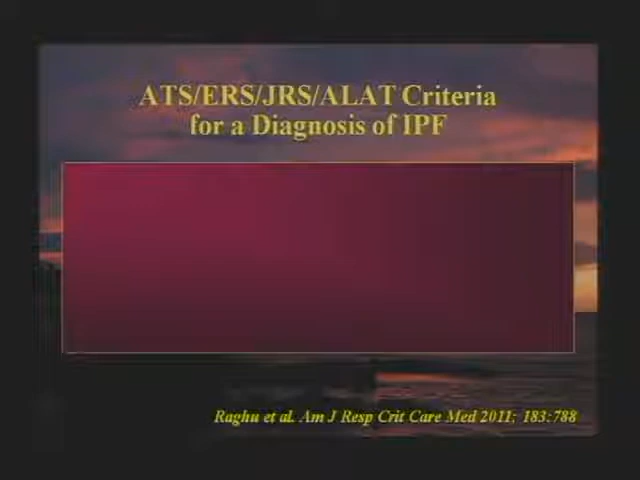 ATS/ERS/JRS/ALAT Criteria
for a Diagnosis of IPF
Raghu et al. Am J Resp Crit Care Med 2011; 183:788